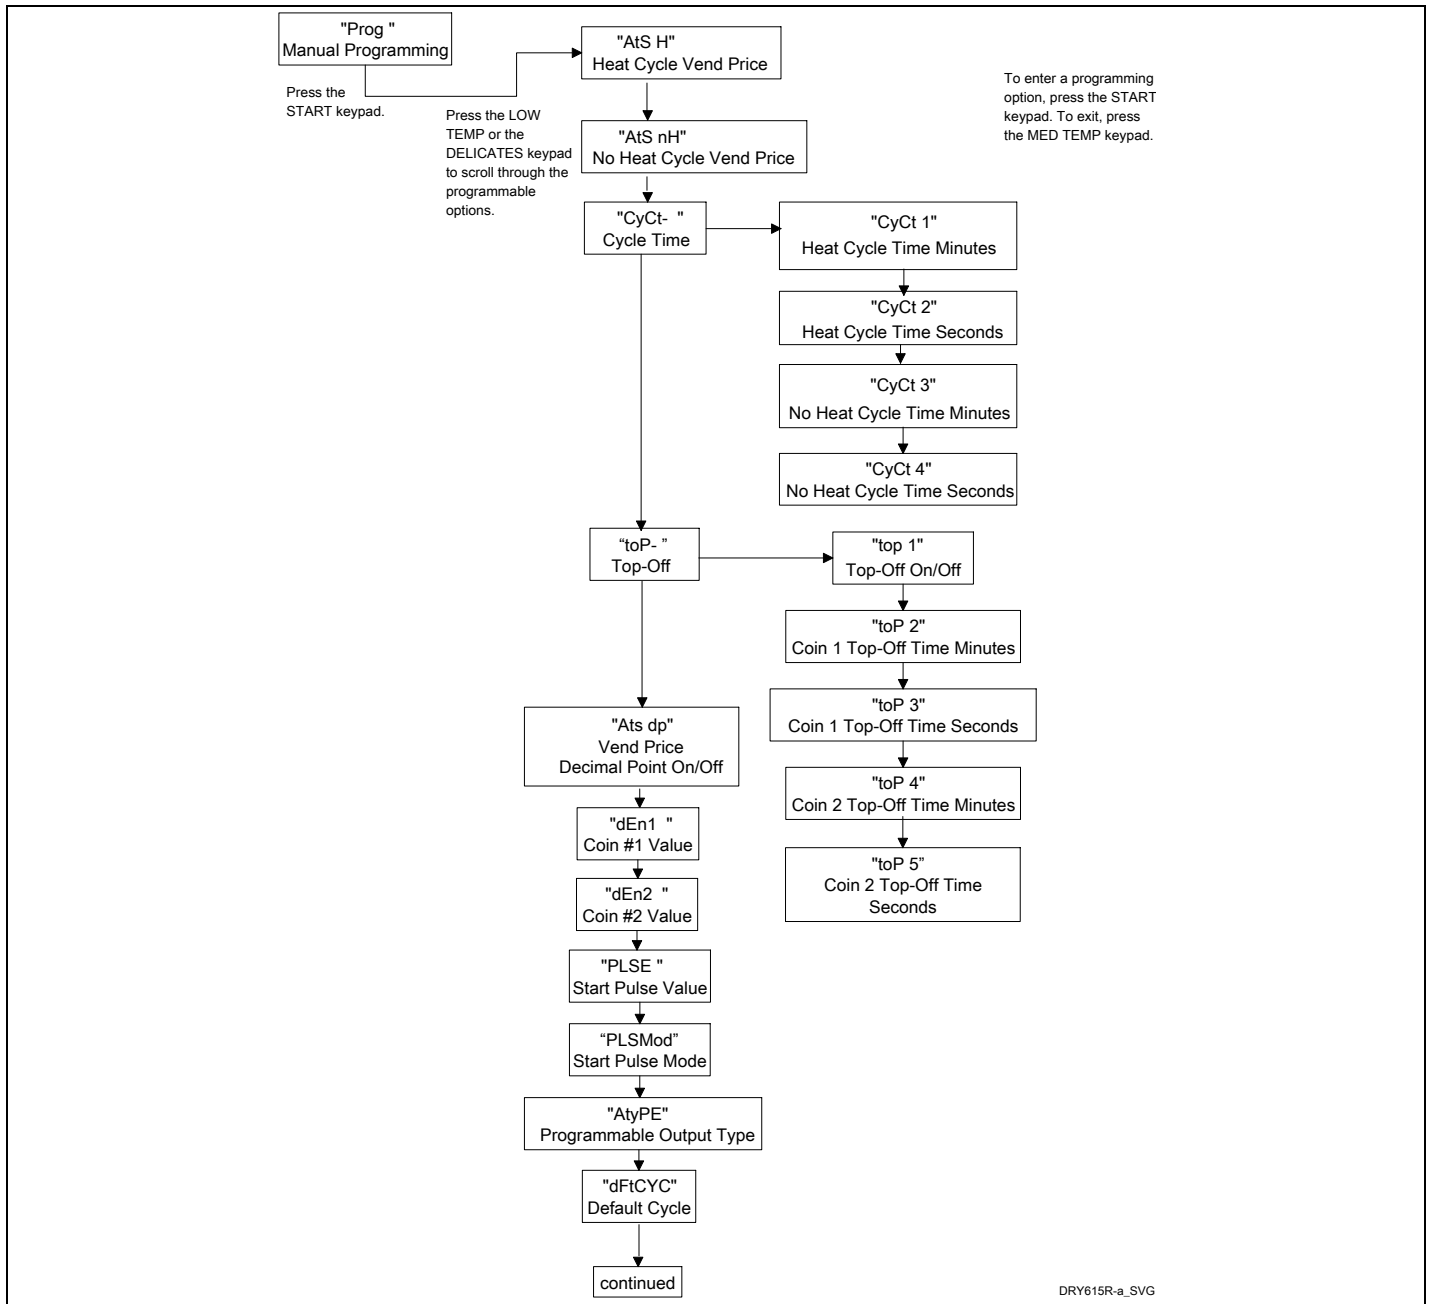 "Prog "
Manual Programming
Press the
START keypad.
Press the LOW
TEMP or the
DELICATES keypad
to scroll through the
programmable
options.
"AtS H"
Heat Cycle Vend Price
To enter a programming
option, press the START
keypad. To exit, press
the MED TEMP keypad.
"AtS nH"
No Heat Cycle Vend Price
"CyCt-  "
Cycle Time
"CyCt 1"
Heat Cycle Time Minutes
"CyCt 2"
Heat Cycle Time Seconds
"CyCt 3"
No Heat Cycle Time Minutes
"CyCt 4"
No Heat Cycle Time Seconds
“toP- ”
Top-Off
"top 1"
Top-Off On/Off
"toP 2"
Coin 1 Top-Off Time Minutes
"toP 3"
Coin 1 Top-Off Time Seconds
"toP 4"
Coin 2 Top-Off Time Minutes
"toP 5”
Coin 2 Top-Off Time
Seconds
"Ats dp"
Vend Price
Decimal Point On/Off
"dEn1  "
Coin #1 Value
"dEn2  "
Coin #2 Value
"PLSE "
Start Pulse Value
“PLSMod”
Start Pulse Mode
"AtyPE"
Programmable Output Type
"dFtCYC"
Default Cycle
continued
DRY615R-a_SVG